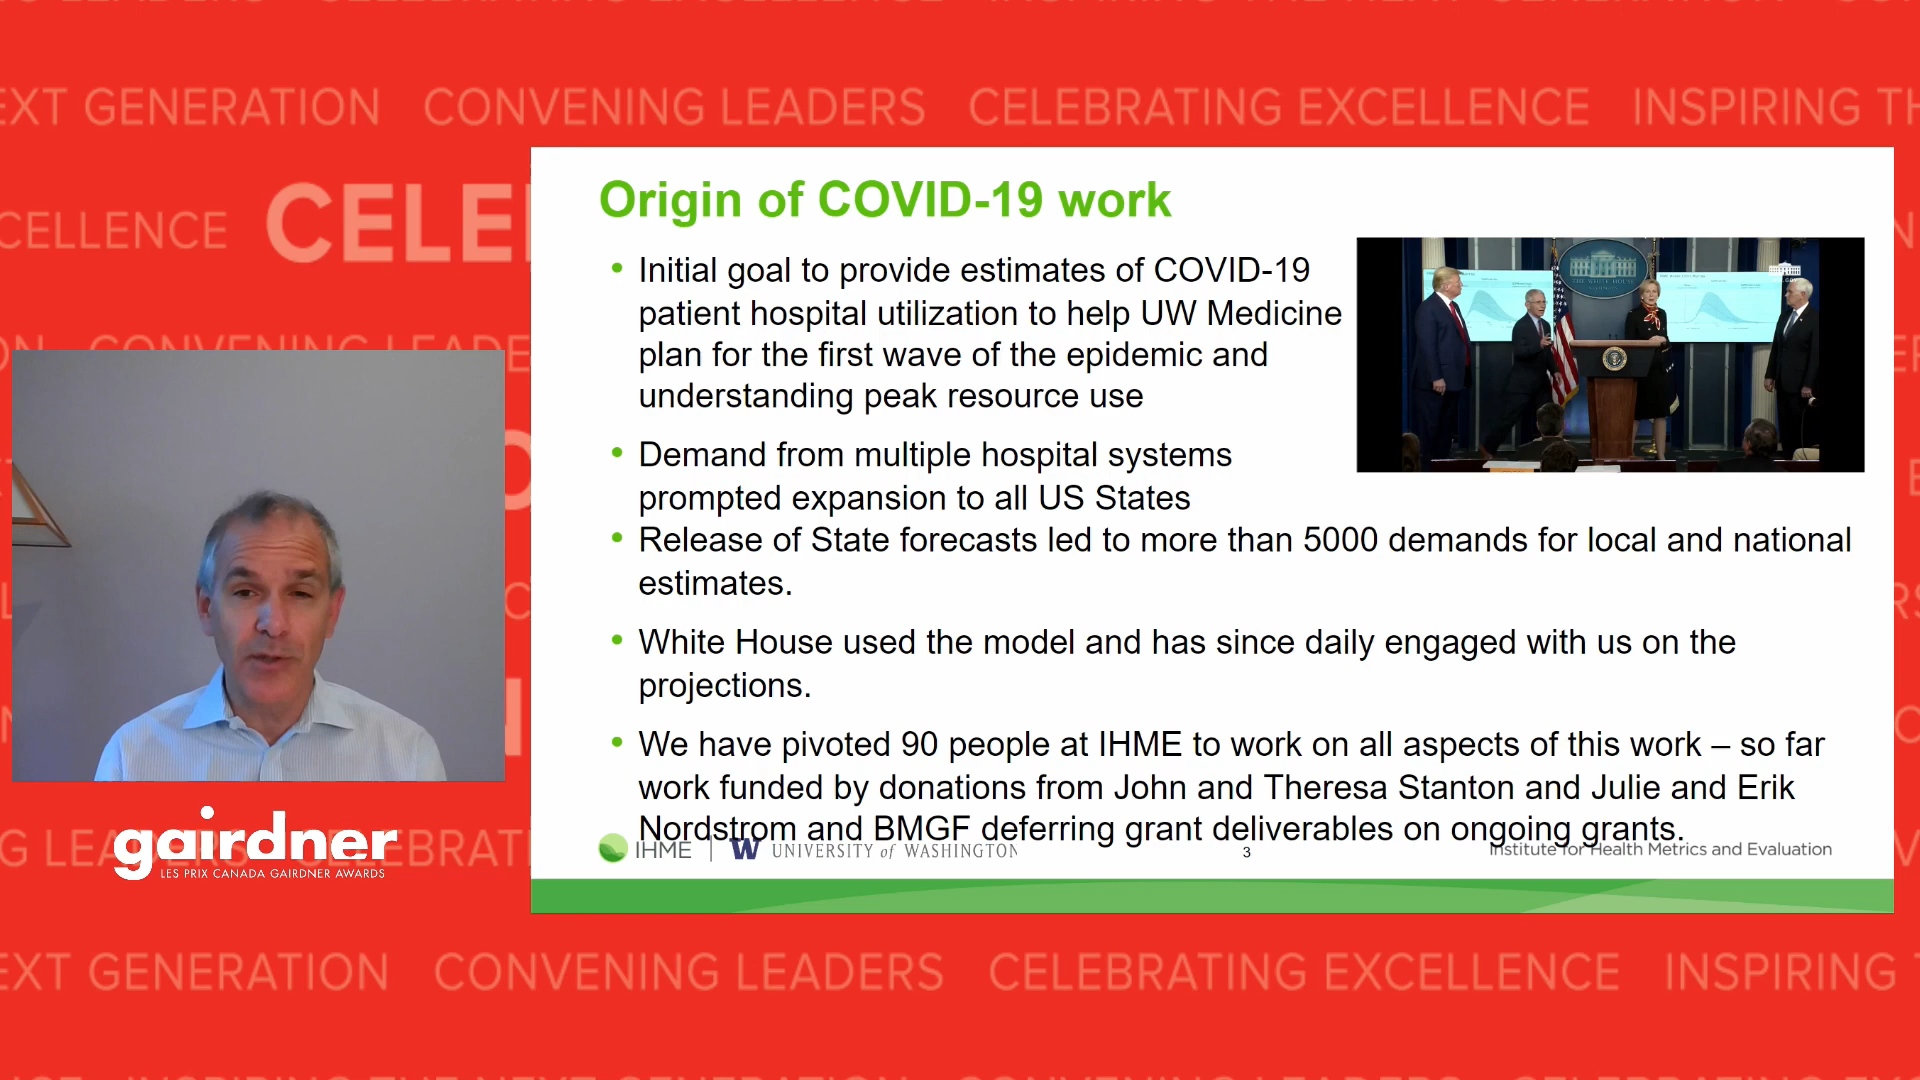 EXT GENERATION CONVENING LEADERS CELEBRATING EXCELLENCE INSPIRING TH
CELLENCE CELE
Origin of COVID-19 work
• Initial goal to provide estimates of COVID-19
patient hospital utilization to help UW Medicine
plan for the first wave of the epidemic and
understanding peak resource use
• Demand from multiple hospital systems
prompted expansion to all US States
• Release of State forecasts led to more than 5000 demands for local and national
estimates.
• White House used the model and has since daily engaged with us on the
projections.
• We have pivoted 90 people at IHME to work on all aspects of this work – so far
work funded by donations from John and Theresa Stanton and Julie and Erik
Nordstrom and BMGF deferring grant deliverables on ongoing grants.
IHME | W UNIVERSITY of WASHINGTON
3
Institute for Health Metrics and Evaluation
THE WHITE HOUSE
gairdner
LES PRIX CANADA GAIRDNER AWARDS
EXT GENERATION CONVENING LEADERS CELEBRATING EXCELLENCE INSPIRING